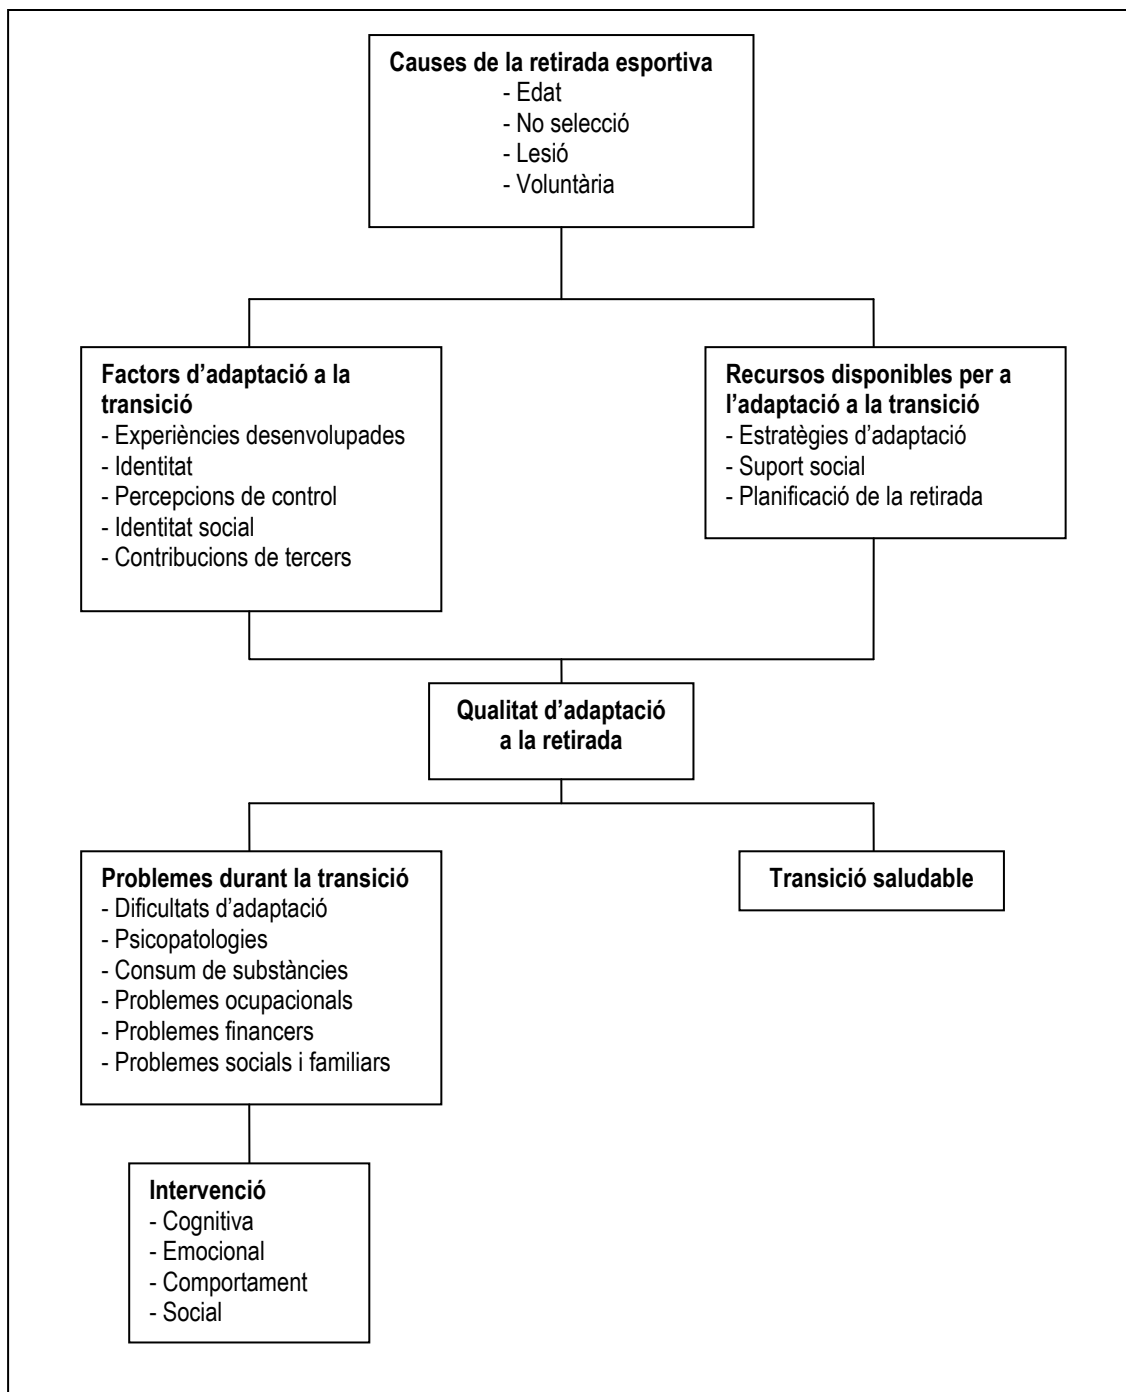 Causes de la retirada esportiva
- Edat
- No selecció
- Lesió
- Voluntària
Factors d’adaptació a la
transició
- Experiències desenvolupades
- Identitat
- Percepcions de control
- Identitat social
- Contribucions de tercers
Recursos disponibles per a
l’adaptació a la transició
- Estratègies d’adaptació
- Suport social
- Planificació de la retirada
Qualitat d’adaptació
a la retirada
Problemes durant la transició
- Dificultats d’adaptació
- Psicopatologies
- Consum de substàncies
- Problemes ocupacionals
- Problemes financers
- Problemes socials i familiars
Transició saludable
Intervenció
- Cognitiva
- Emocional
- Comportament
- Social